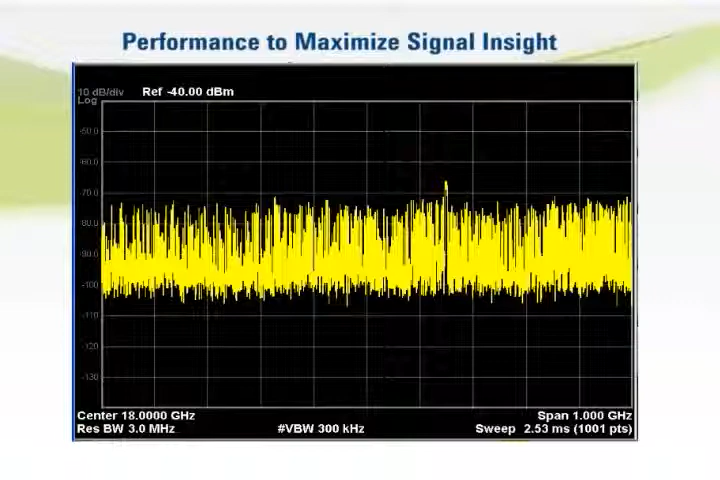 Performance to Maximize Signal Insight
10 dB/div Ref -40.00 dBm
Log
-50.0
-60.0
-70.0
-80.0
-90.0
-100
-110
-120
-130
Center 18.0000 GHz Span 1.000 GHz
Res BW 3.0 MHz #VBW 300 kHz Sweep 2.53 ms (1001 pts)